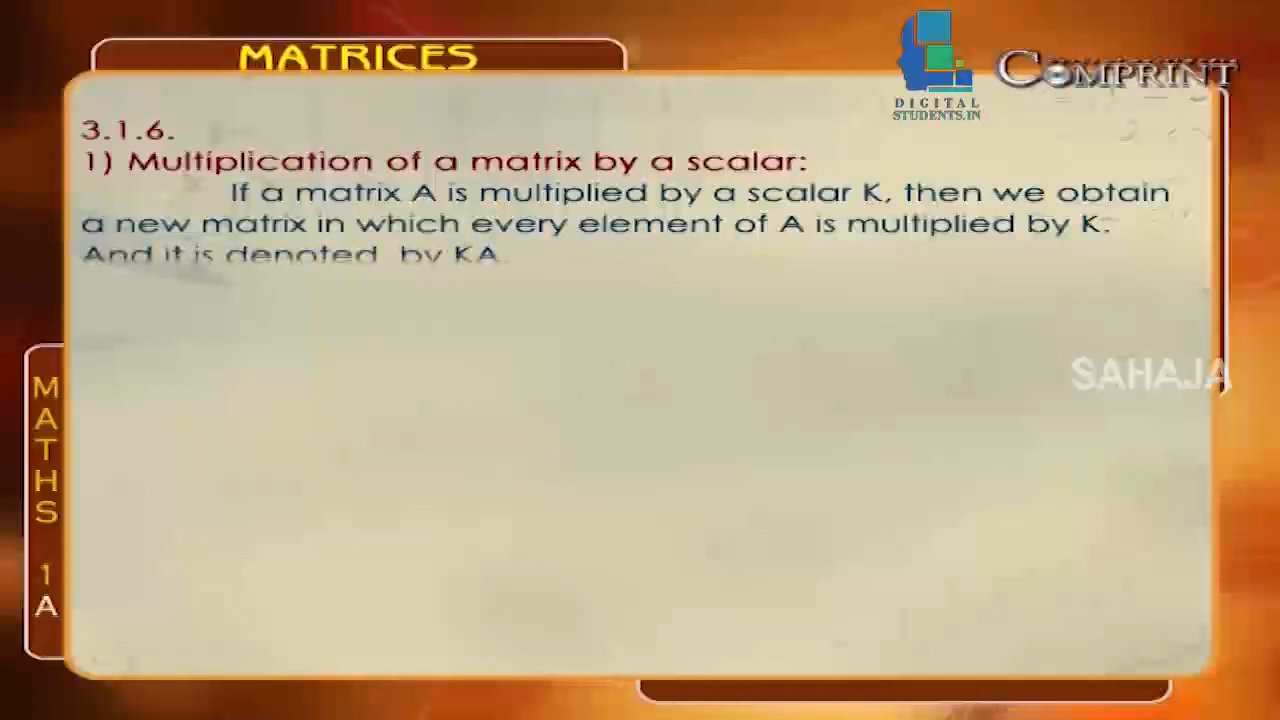 MATRICES
DIGITAL
STUDENTS.IN
COMPRINT
3.1.6.
1) Multiplication of a matrix by a scalar:
If a matrix A is multiplied by a scalar K, then we obtain
a new matrix in which every element of A is multiplied by K.
And it is denoted by KA.
SAHAJA
MATHS 1A